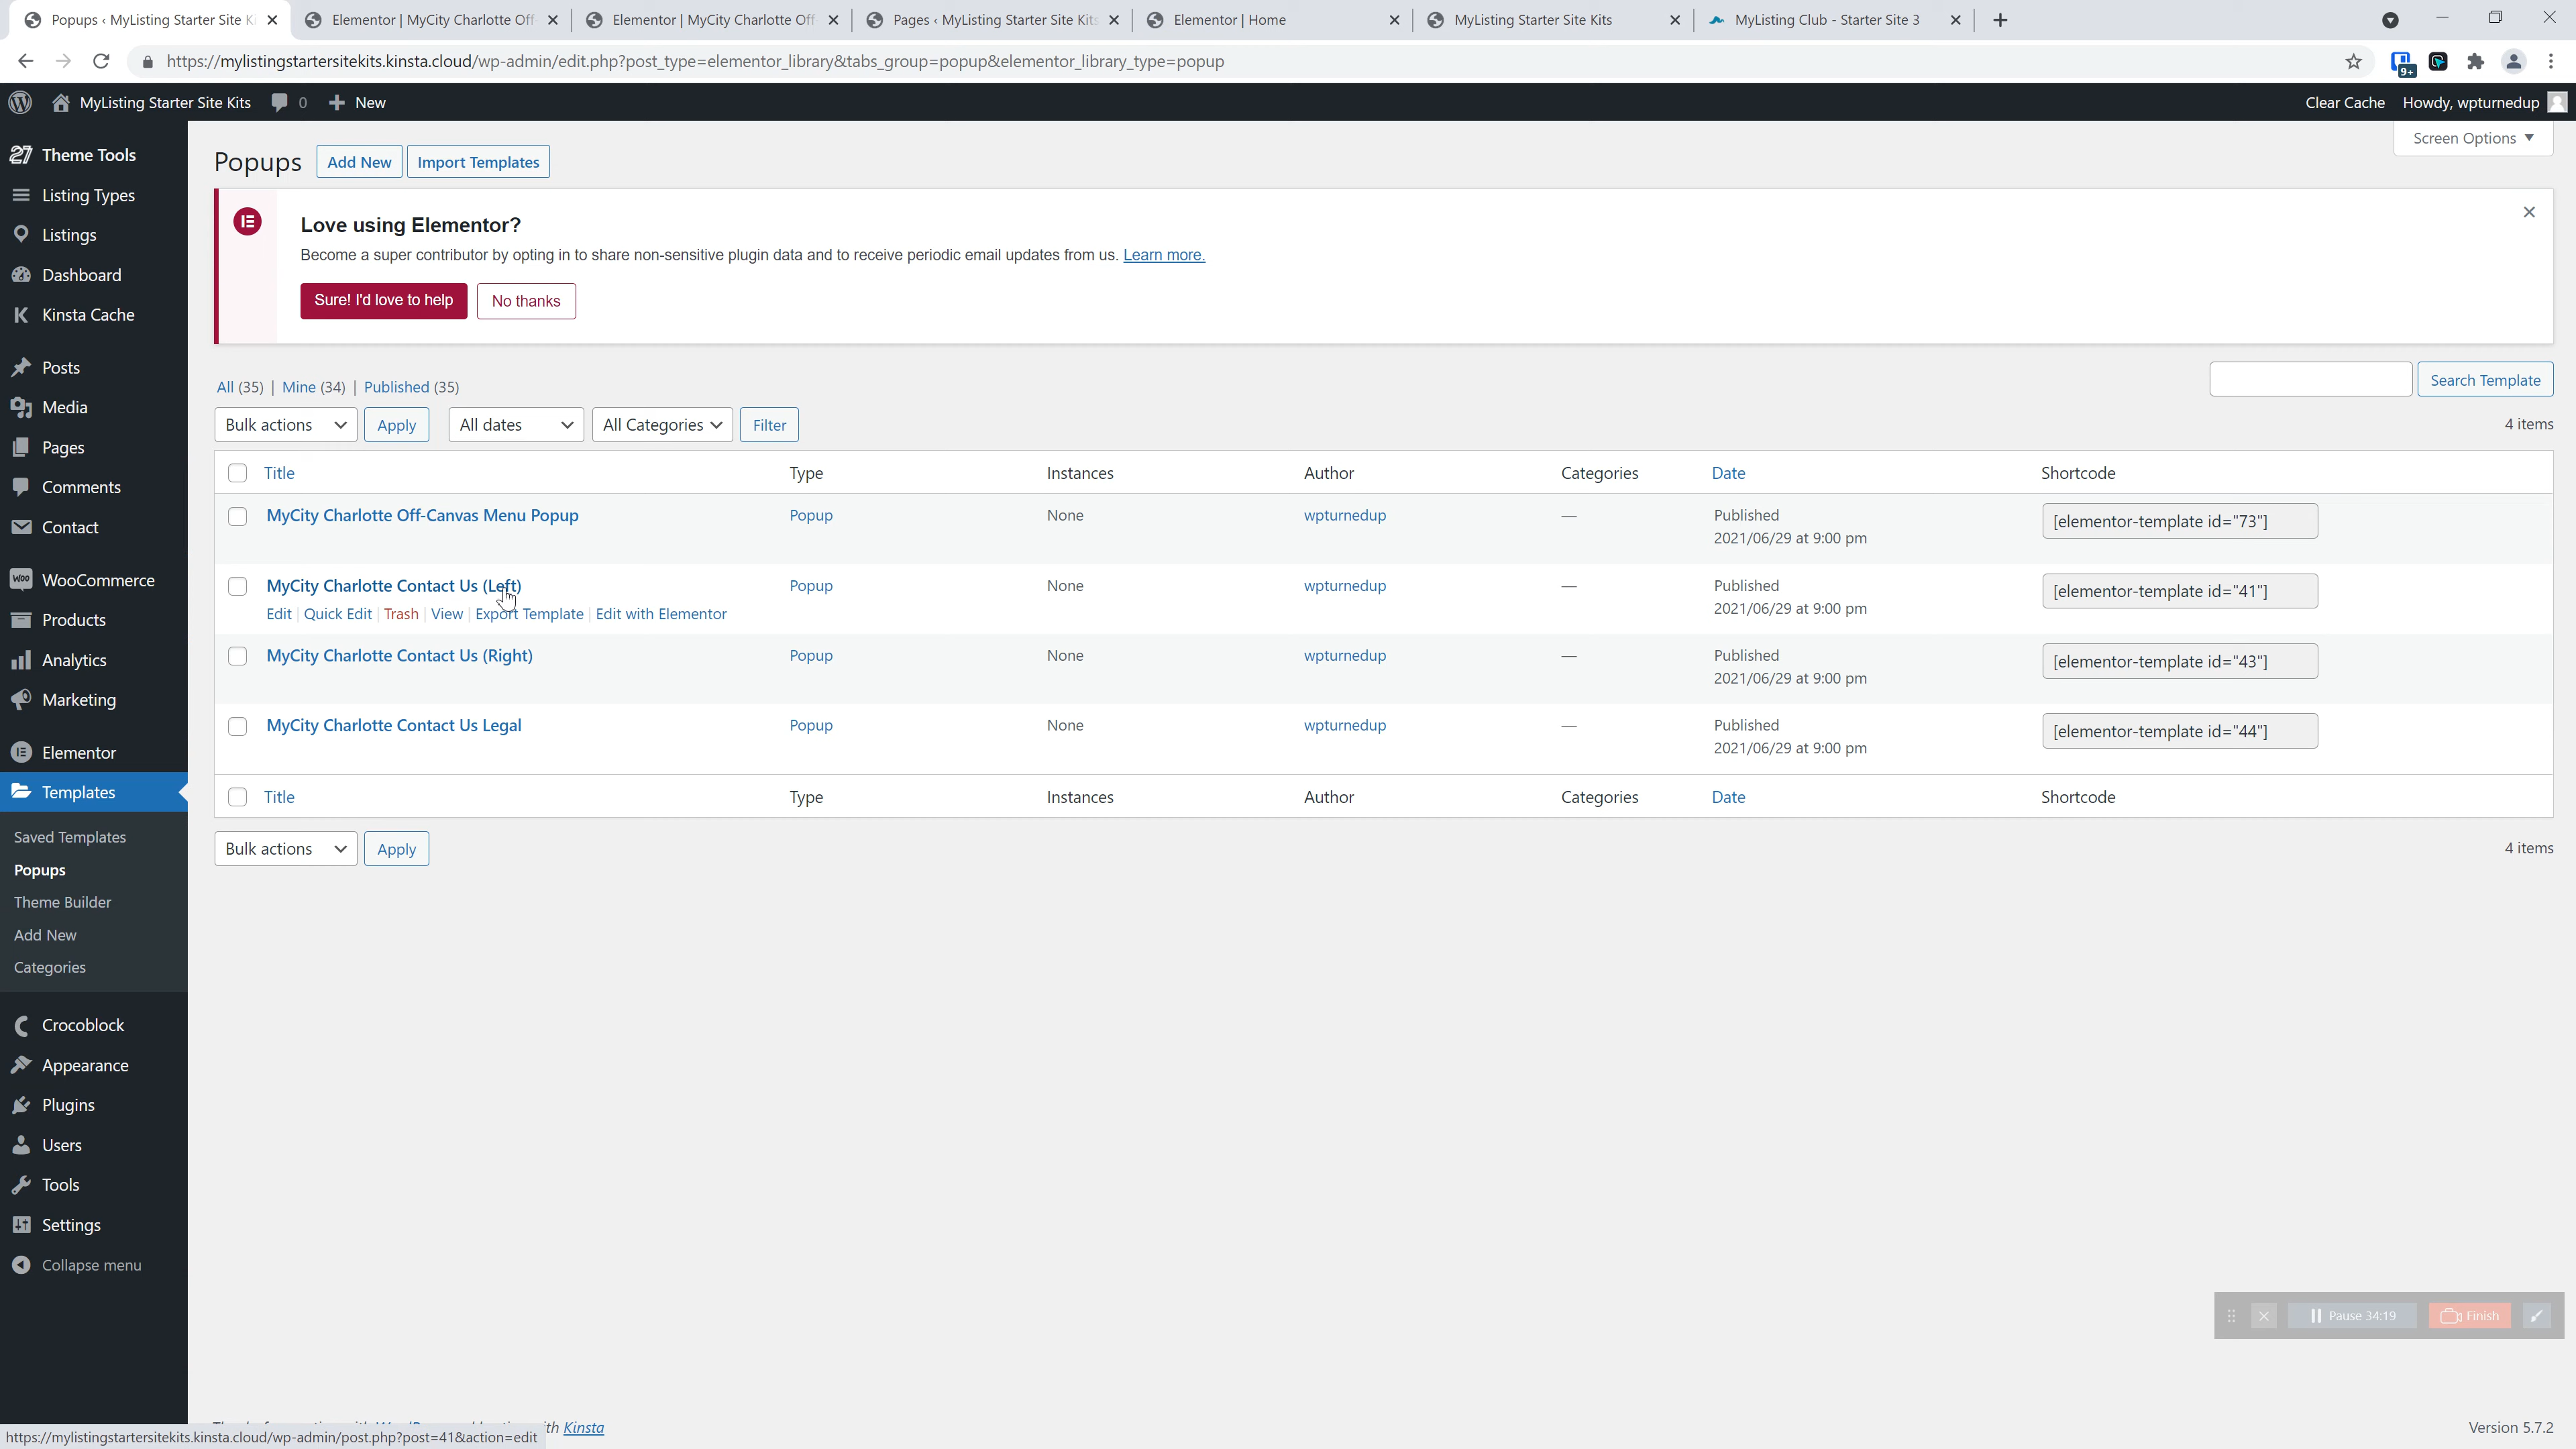 Popups ‹ MyListing Starter Site K
Elementor | MyCity Charlotte Off
Elementor | MyCity Charlotte Off
Pages ‹ MyListing Starter Site Kits
Elementor | Home
MyListing Starter Site Kits
MyListing Club - Starter Site 3
https://mylistingstartersitekits.kinsta.cloud/wp-admin/edit.php?post_type=elementor_library&tabs_group=popup&elementor_library_type=popup
9+
MyListing Starter Site Kits
0
New
Clear Cache
Howdy, wpturnedup
27 Theme Tools
Listing Types
Listings
Dashboard
Kinsta Cache
Posts
Media
Pages
Comments
Contact
WooCommerce
Products
Analytics
Marketing
Elementor
Templates
Saved Templates
Popups
Theme Builder
Add New
Categories
Crocoblock
Appearance
Plugins
Users
Tools
Settings
Collapse menu
Screen Options
Popups
Add New
Import Templates
Love using Elementor?
Become a super contributor by opting in to share non-sensitive plugin data and to receive periodic email updates from us. Learn more.
Sure! I'd love to help
No thanks
All (35) | Mine (34) | Published (35)
Search Template
Bulk actions
Apply
All dates
All Categories
Filter
4 items
Title Type Instances Author Categories Date Shortcode
MyCity Charlotte Off-Canvas Menu Popup Popup None wpturnedup — Published [elementor-template id="73"]
2021/06/29 at 9:00 pm
MyCity Charlotte Contact Us (Left) Popup None wpturnedup — Published [elementor-template id="41"]
2021/06/29 at 9:00 pm
Edit | Quick Edit | Trash | View | Export Template | Edit with Elementor
MyCity Charlotte Contact Us (Right) Popup None wpturnedup — Published [elementor-template id="43"]
2021/06/29 at 9:00 pm
MyCity Charlotte Contact Us Legal Popup None wpturnedup — Published [elementor-template id="44"]
2021/06/29 at 9:00 pm
Title Type Instances Author Categories Date Shortcode
Bulk actions
Apply
4 items
Pause 34:19
Finish
Kinsta
Version 5.7.2
https://mylistingstartersitekits.kinsta.cloud/wp-admin/post.php?post=41&action=edit